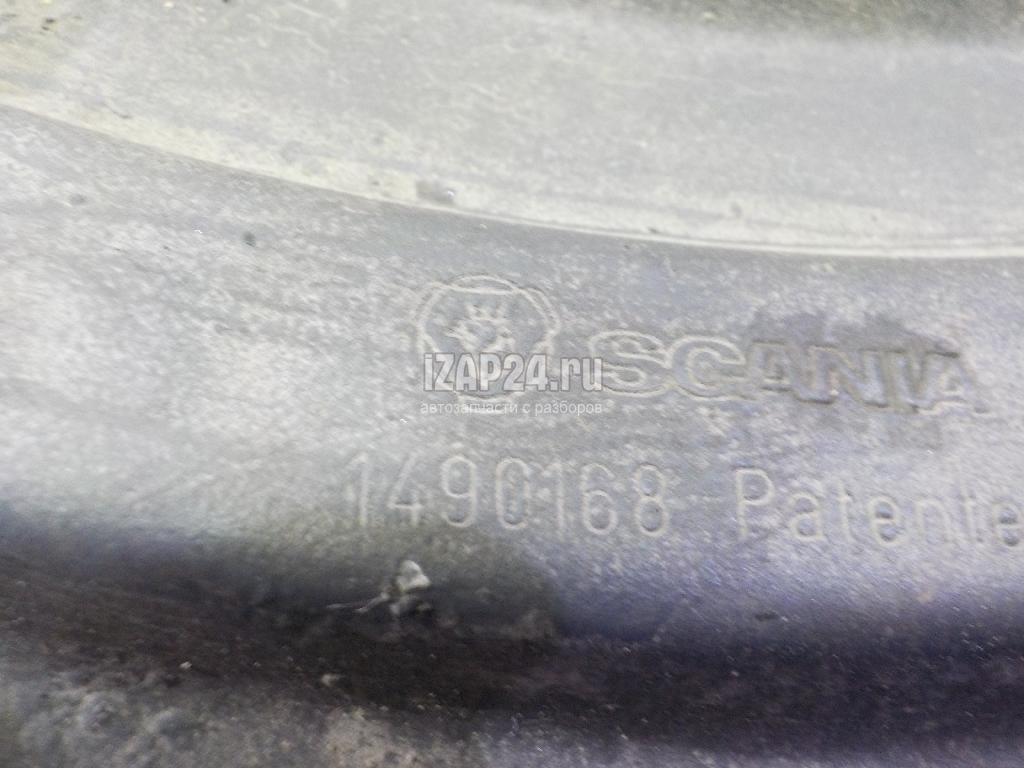 SCANIA
iZAP24.ru
автозапчасти с разборов
1490168 Patente